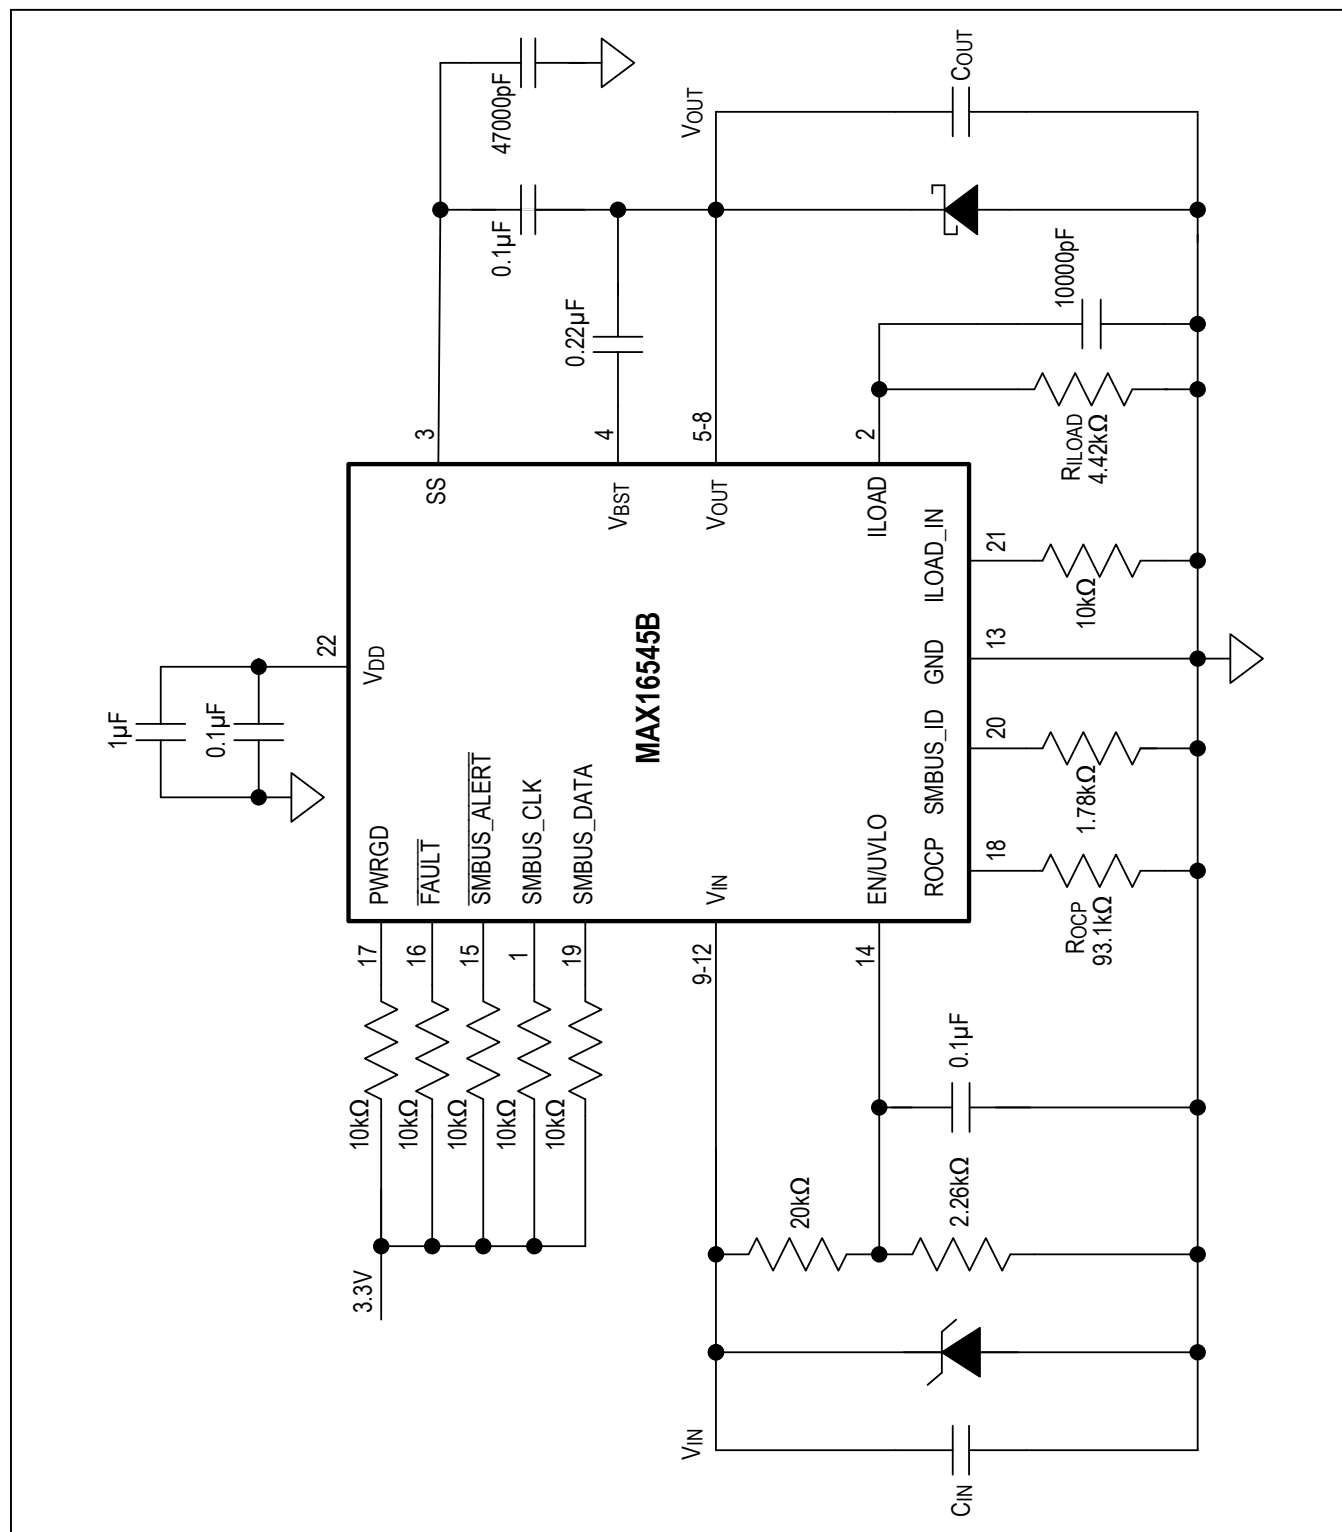 3.3V
10kΩ
10kΩ
10kΩ
10kΩ
10kΩ
17
16
15
1
19
PWRGD
FAULT
SMBUS_ALERT
SMBUS_CLK
SMBUS_DATA
1µF
0.1µF
22
VDD
MAX16545B
SS
3
47000pF
0.1µF
VBST
4
0.22µF
VOUT
5-8
VOUT
COUT
ILOAD
2
10000pF
RILOAD
4.42kΩ
VIN
9-12
VIN
CIN
EN/UVLO
14
20kΩ
2.26kΩ
0.1µF
ROCP
18
ROCP
93.1kΩ
SMBUS_ID
20
1.78kΩ
GND
13
ILOAD_IN
21
10kΩ